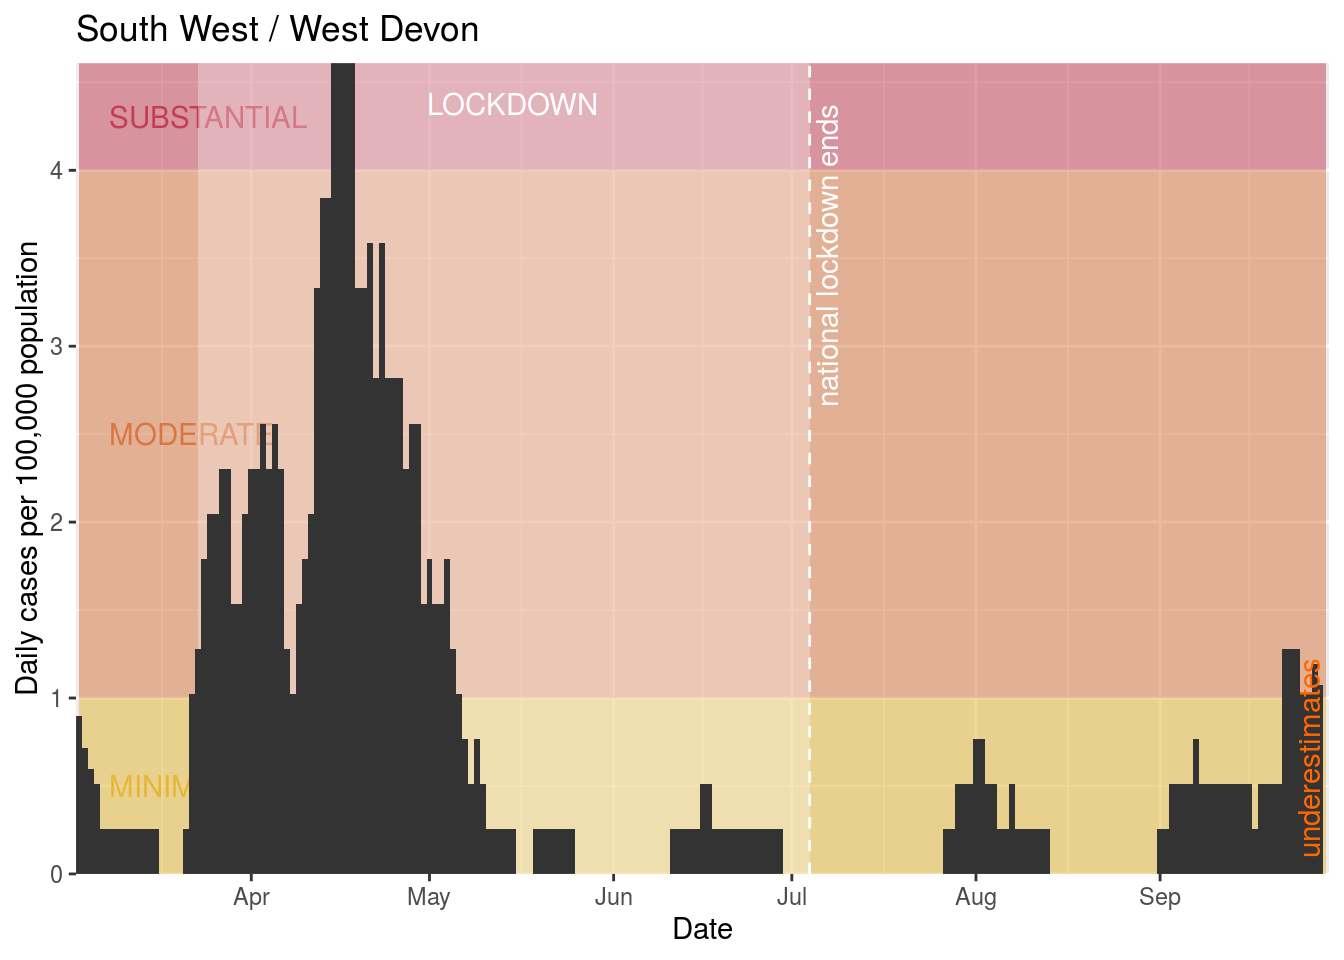 South West / West Devon
SUBSTANTIAL
LOCKDOWN
national lockdown ends
MODERATE
MINIM
underestimates
Daily cases per 100,000 population
4
3
2
1
0
Apr
May
Jun
Jul
Aug
Sep
Date